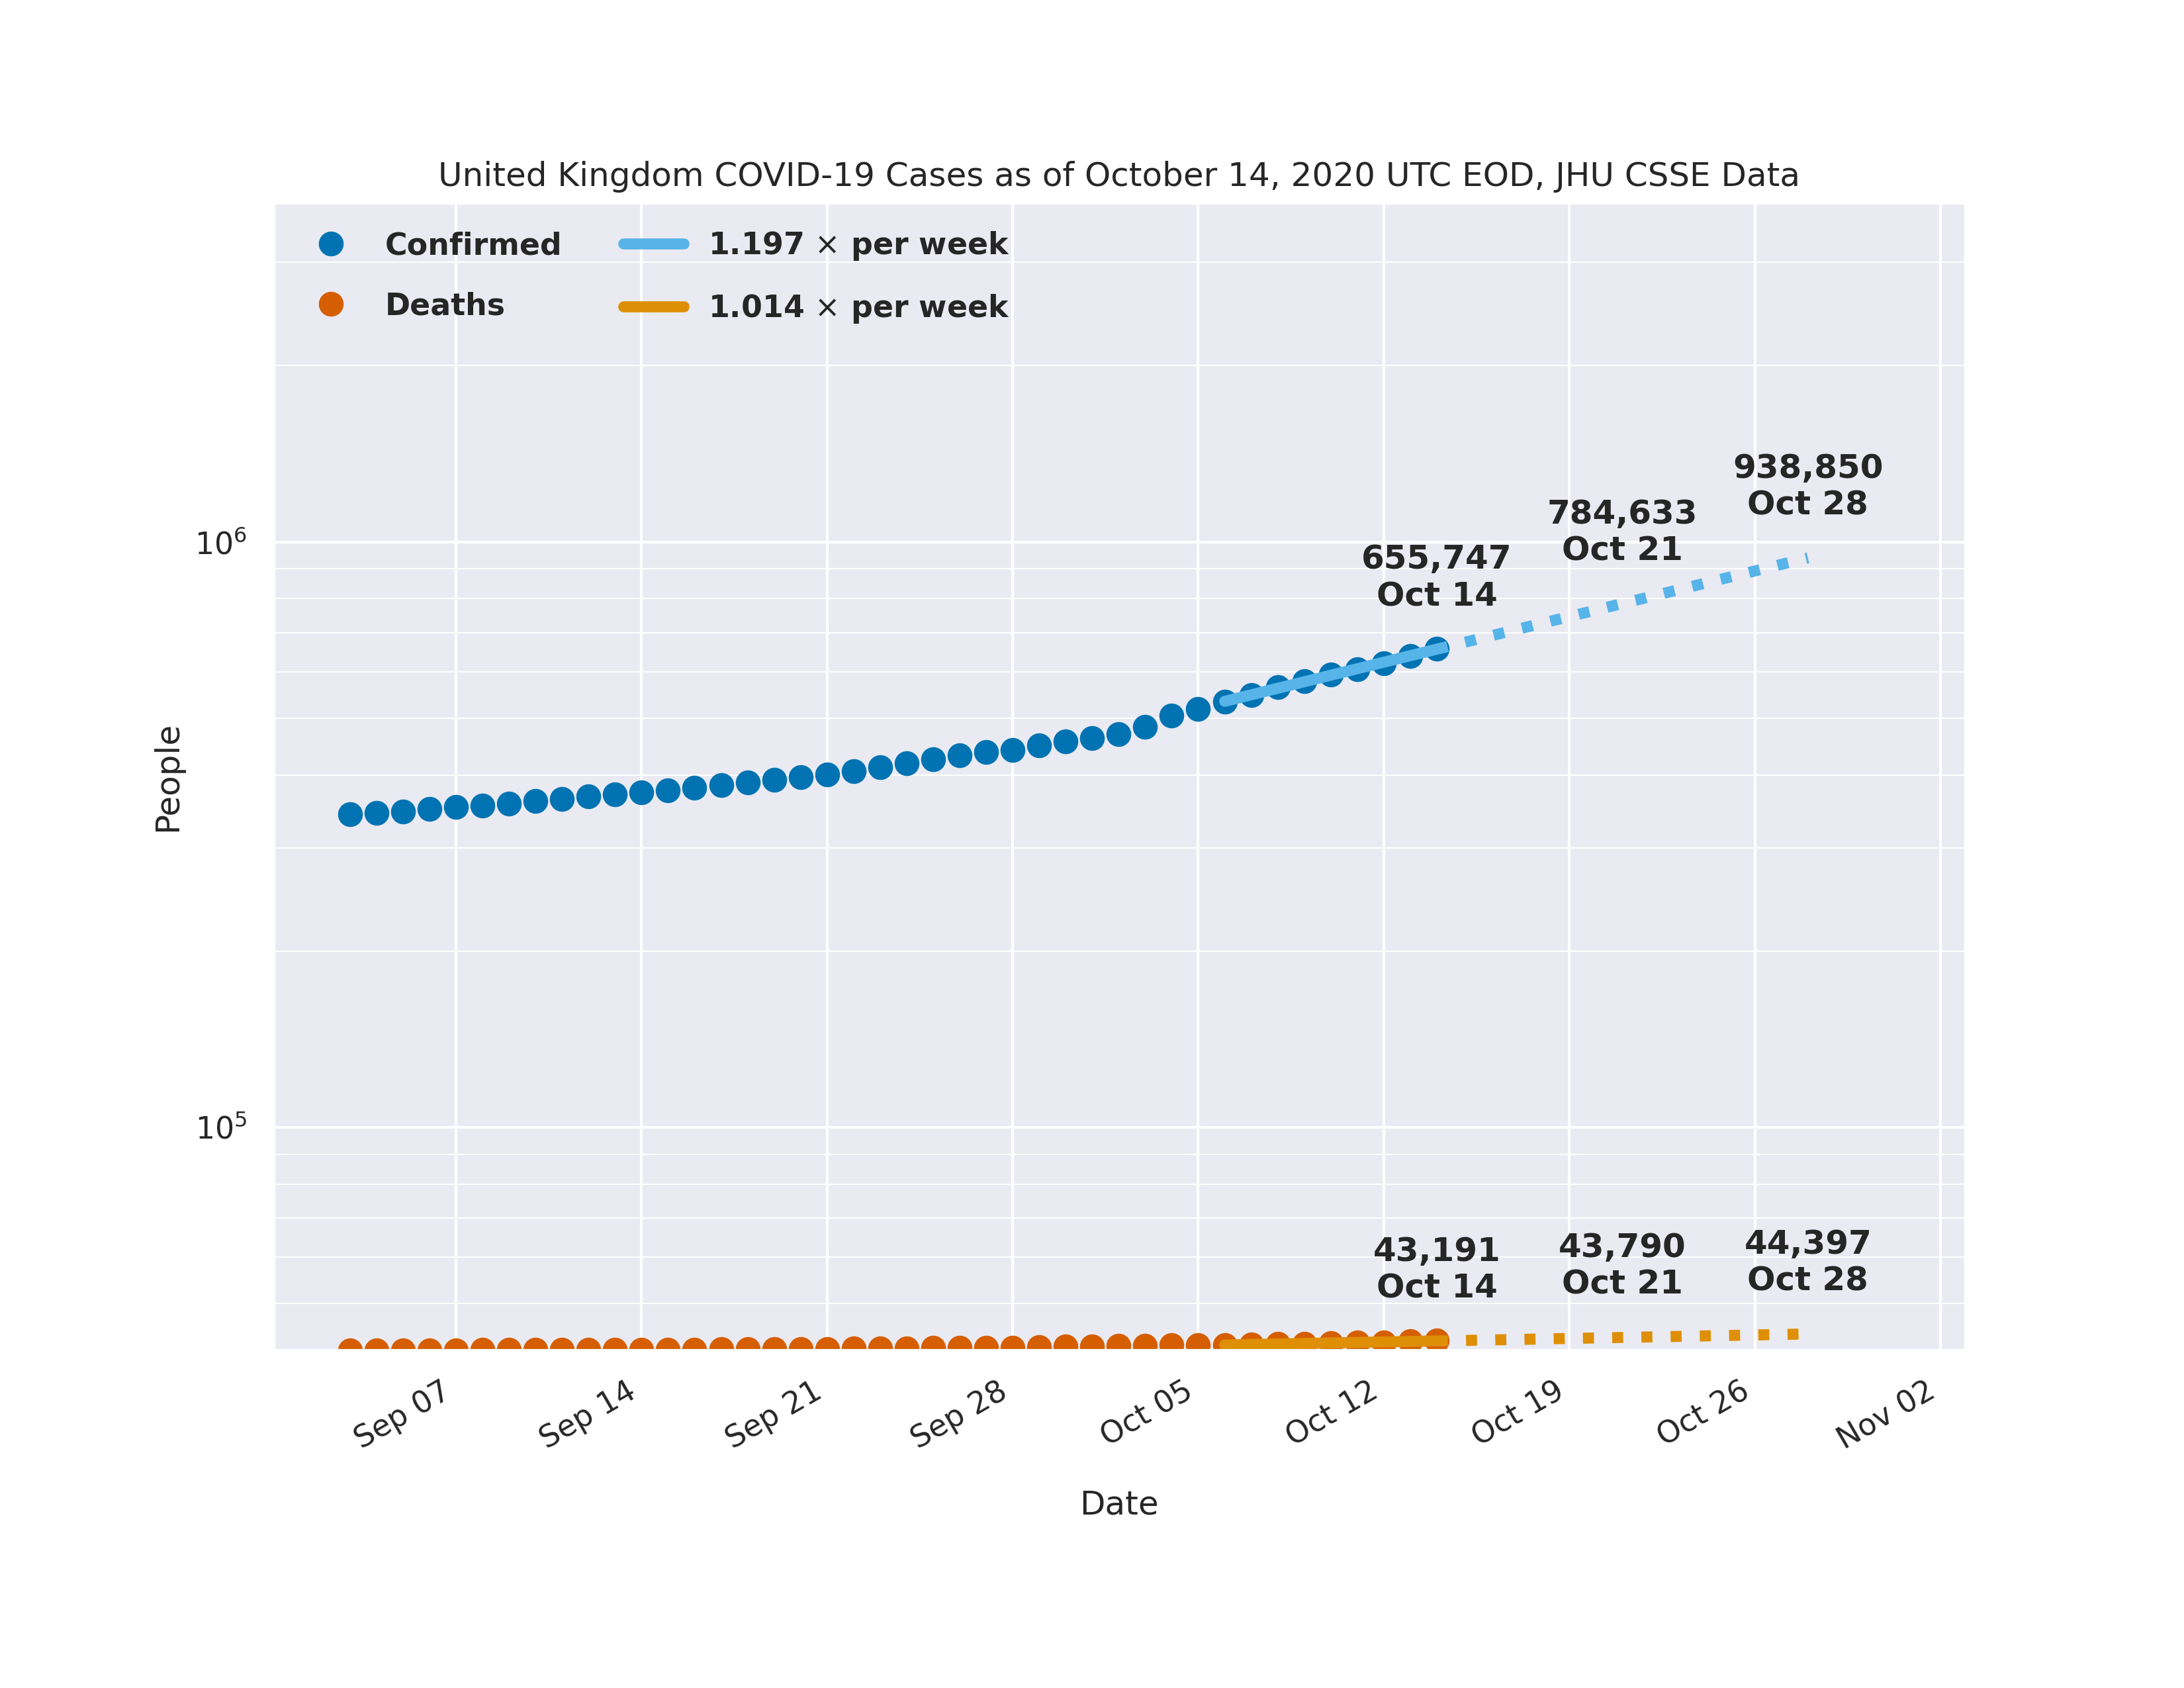 United Kingdom COVID-19 Cases as of October 14, 2020 UTC EOD, JHU CSSE Data
Confirmed
1.197 × per week
Deaths
1.014 × per week
938,850
Oct 28
784,633
Oct 21
655,747
Oct 14
10⁶
People
10⁵
43,191
Oct 14
43,790
Oct 21
44,397
Oct 28
Sep 07
Sep 14
Sep 21
Sep 28
Oct 05
Oct 12
Oct 19
Oct 26
Nov 02
Date